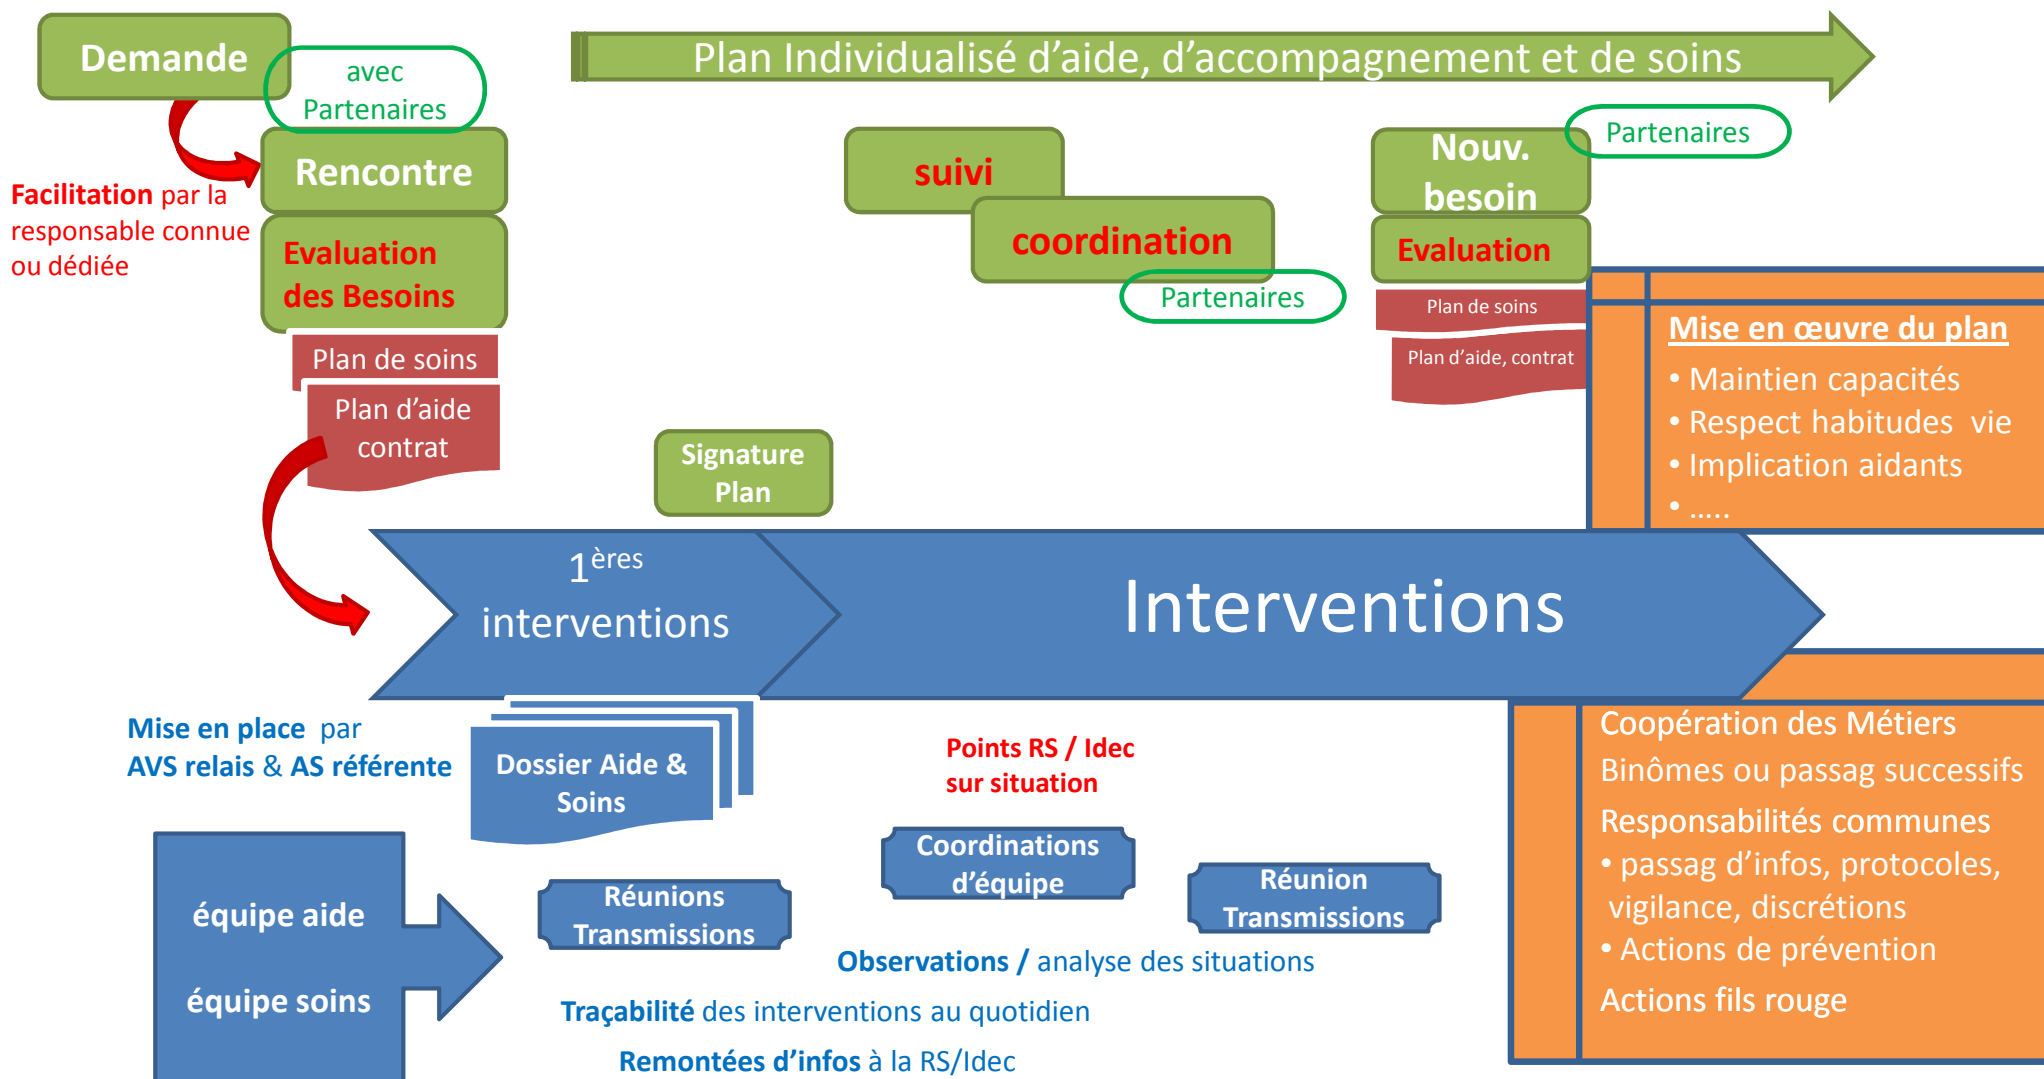 Demande
avec
Partenaires
Plan Individualisé d'aide, d'accompagnement et de soins
Rencontre
Facilitation par la
responsable connue
ou dédiée
Evaluation
des Besoins
Plan de soins
Plan d'aide
contrat
suivi
coordination
Partenaires
Nouv.
besoin
Partenaires
Evaluation
Plan de soins
Plan d'aide, contrat
Mise en œuvre du plan
• Maintien capacités
• Respect habitudes vie
• Implication aidants
• .....
Signature
Plan
1ères
interventions
Interventions
Mise en place par
AVS relais & AS référente
Dossier Aide &
Soins
Points RS / Idec
sur situation
équipe aide
équipe soins
Réunions
Transmissions
Coordinations
d'équipe
Réunion
Transmissions
Observations / analyse des situations
Traçabilité des interventions au quotidien
Remontées d'infos à la RS/Idec
Coopération des Métiers
Binômes ou passag successifs
Responsabilités communes
• passag d'infos, protocoles,
vigilance, discrétions
• Actions de prévention
Actions fils rouge